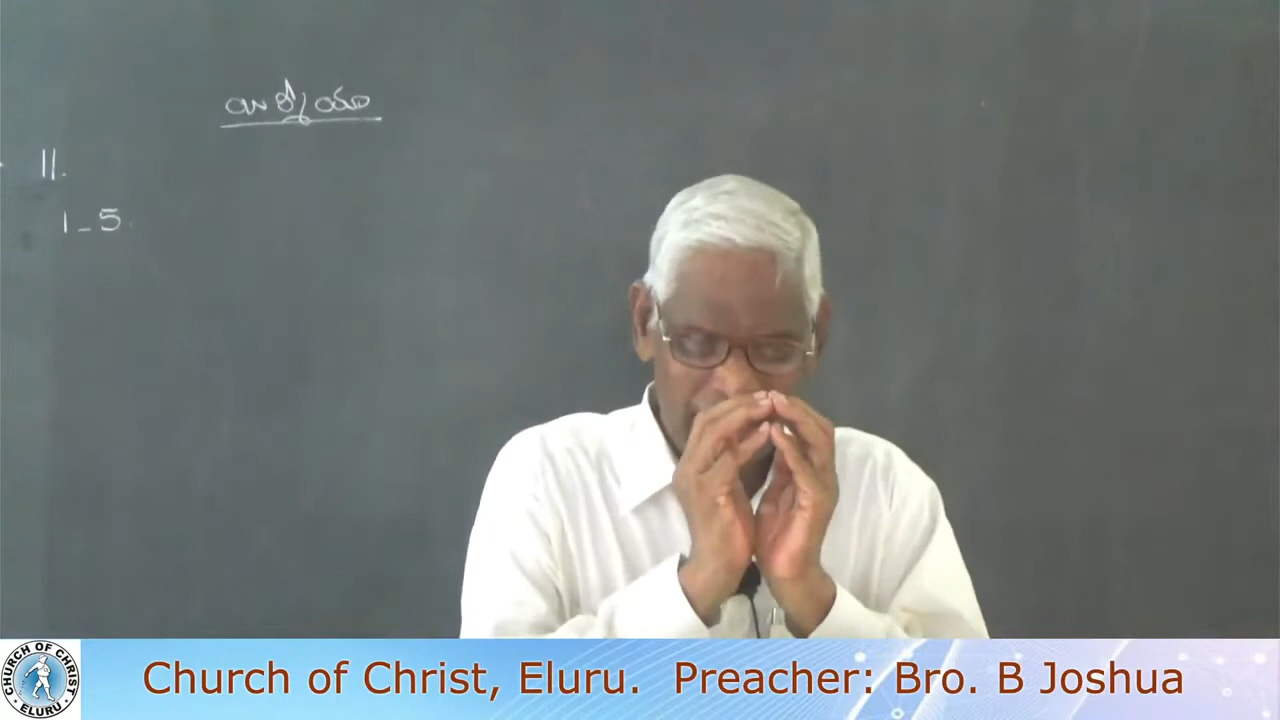 11.
1-5.
CHURCH OF CHRIST
ELURU
Church of Christ, Eluru. Preacher: Bro. B Joshua